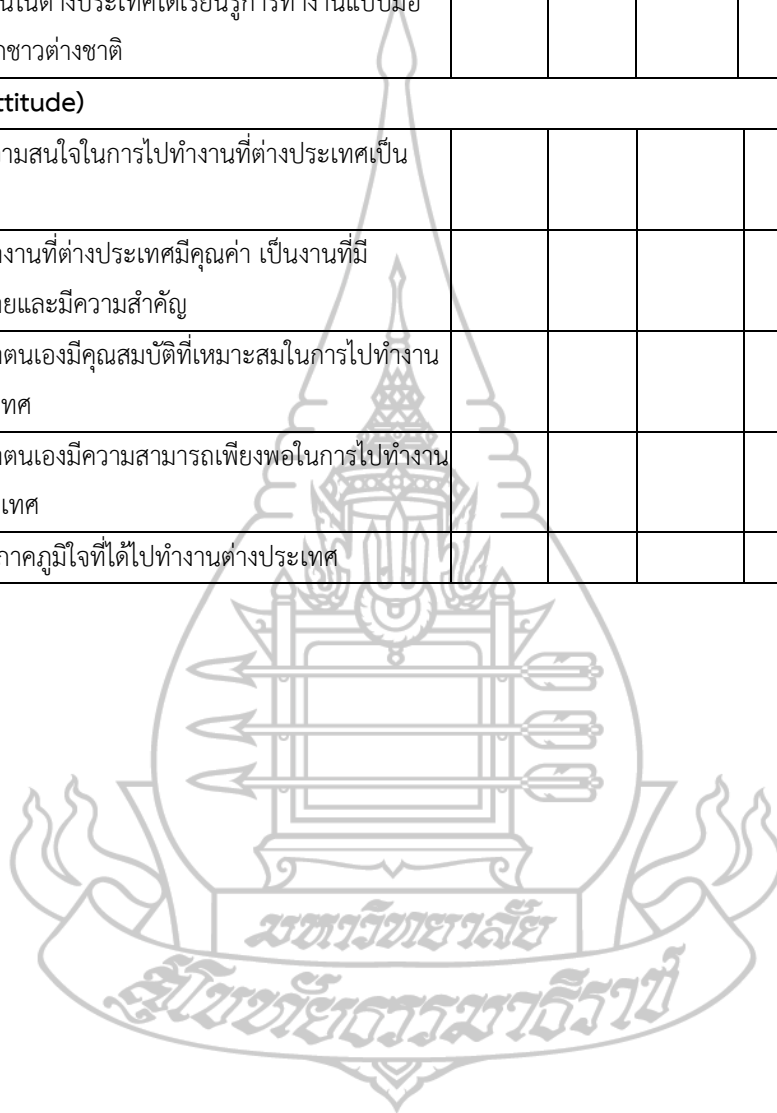 นในต่างประเทศได้เรียนรู้การทำงานแบบมือ
ชาวต่างชาติ
ttitude)
ามสนใจในการไปทำงานที่ต่างประเทศเป็น
งานที่ต่างประเทศมีคุณค่า เป็นงานที่มี
ยและมีความสำคัญ
ตนเองมีคุณสมบัติที่เหมาะสมในการไปทำงาน
ทศ
ตนเองมีความสามารถเพียงพอในการไปทำงาน
เทศ
ภาคภูมิใจที่ได้ไปทำงานต่างประเทศ
มหาวิทยาลัย
สุโขทัยธรรมาธิราช